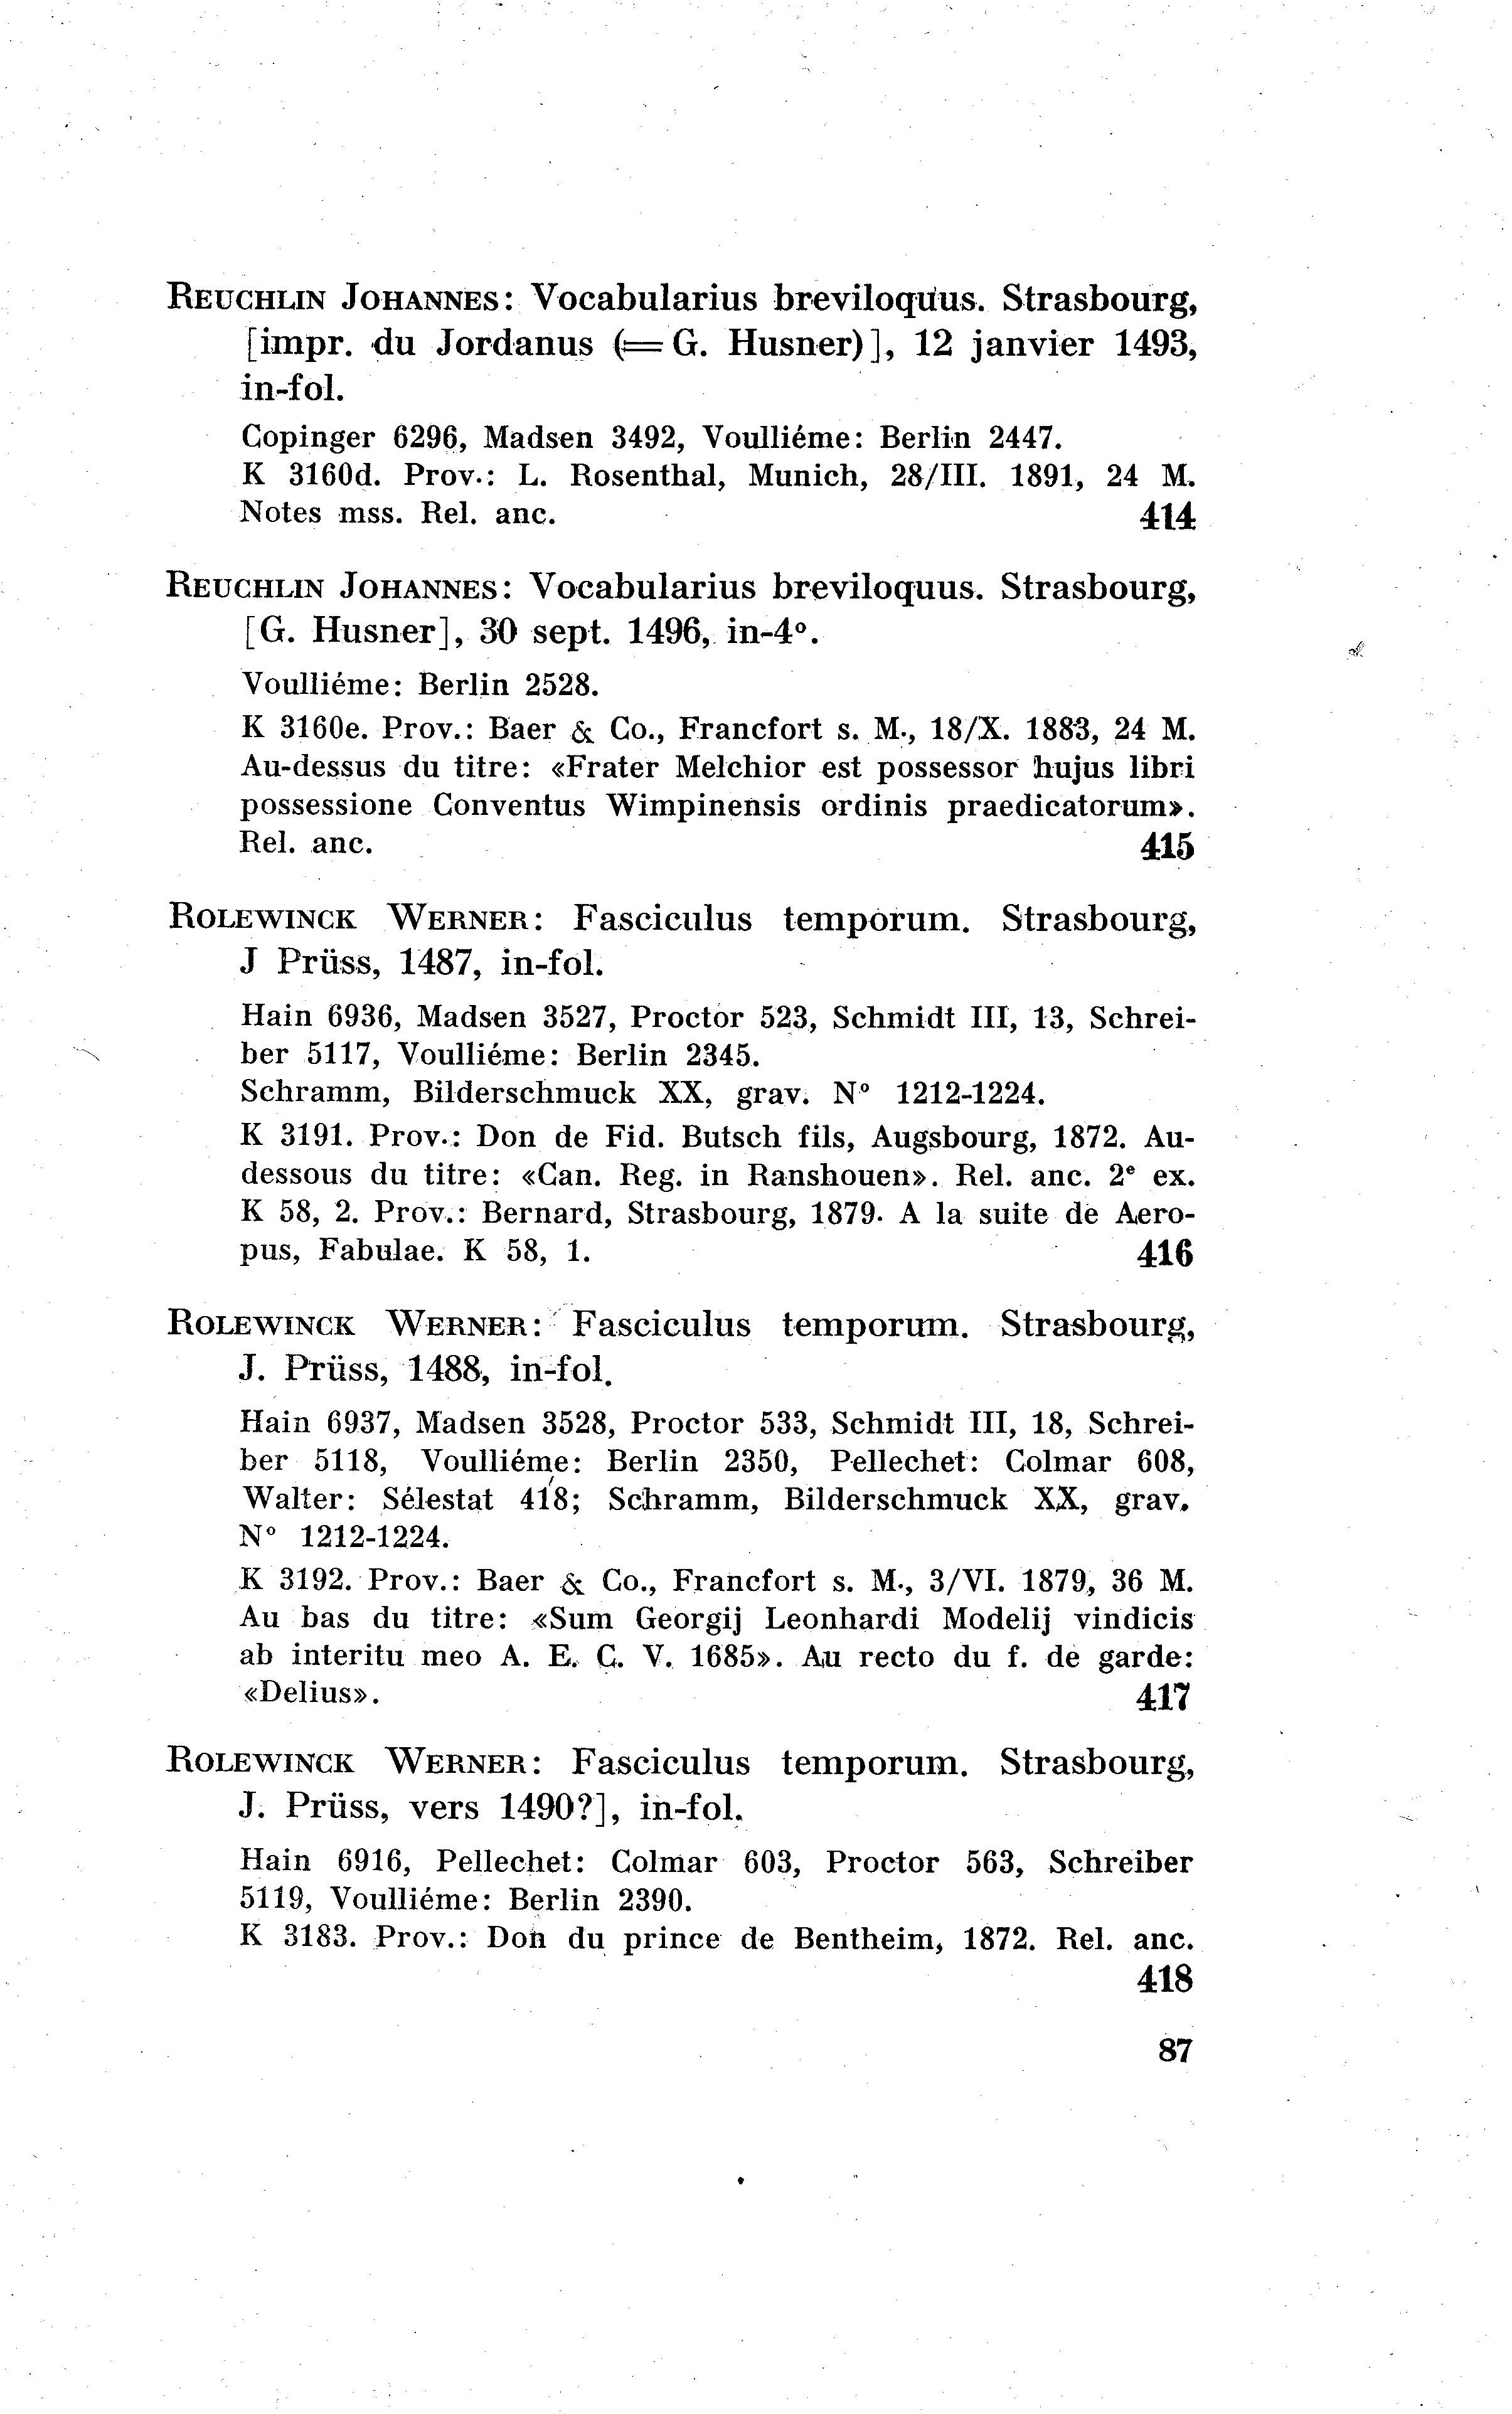 REUCHLIN JOHANNES: Vocabularius breviloquus. Strasbourg,
[impr. du Jordanus (= G. Husner)], 12 janvier 1493,
in-fol.
Copinger 6296, Madsen 3492, Voulliéme: Berlin 2447.
K 3160d. Prov.: L. Rosenthal, Munich, 28/III. 1891, 24 M.
Notes mss. Rel. anc. 414
REUCHLIN JOHANNES: Vocabularius breviloquus. Strasbourg,
[G. Husner], 30 sept. 1496, in-4°.
Voulliéme: Berlin 2528.
K 3160e. Prov.: Baer & Co., Francfort s. M., 18/X. 1883, 24 M.
Au-dessus du titre: «Frater Melchior est possessor hujus libri
possessione Conventus Wimpinensis ordinis praedicatorum».
Rel. anc. 415
ROLEWINCK WERNER: Fasciculus temporum. Strasbourg,
J Prüss, 1487, in-fol.
Hain 6936, Madsen 3527, Proctor 523, Schmidt III, 13, Schrei-
ber 5117, Voulliéme: Berlin 2345.
Schramm, Bilderschmuck XX, grav. N° 1212-1224.
K 3191. Prov.: Don de Fid. Butsch fils, Augsbourg, 1872. Au-
dessous du titre: «Can. Reg. in Ranshouen». Rel. anc. 2e ex.
K 58, 2. Prov.: Bernard, Strasbourg, 1879. A la suite de Aero-
pus, Fabulae. K 58, 1. 416
ROLEWINCK WERNER: Fasciculus temporum. Strasbourg,
J. Prüss, 1488, in-fol.
Hain 6937, Madsen 3528, Proctor 533, Schmidt III, 18, Schrei-
ber 5118, Voulliéme: Berlin 2350, Pellechet: Colmar 608,
Walter: Sélestat 418; Schramm, Bilderschmuck XX, grav.
N° 1212-1224.
K 3192. Prov.: Baer & Co., Francfort s. M., 3/VI. 1879, 36 M.
Au bas du titre: «Sum Georgij Leonhardi Modelij vindicis
ab interitu meo A. E. C. V. 1685». Au recto du f. de garde:
«Delius». 417
ROLEWINCK WERNER: Fasciculus temporum. Strasbourg,
J. Prüss, vers 1490?], in-fol.
Hain 6916, Pellechet: Colmar 603, Proctor 563, Schreiber
5119, Voulliéme: Berlin 2390.
K 3183. Prov.: Don du prince de Bentheim, 1872. Rel. anc.
418
87